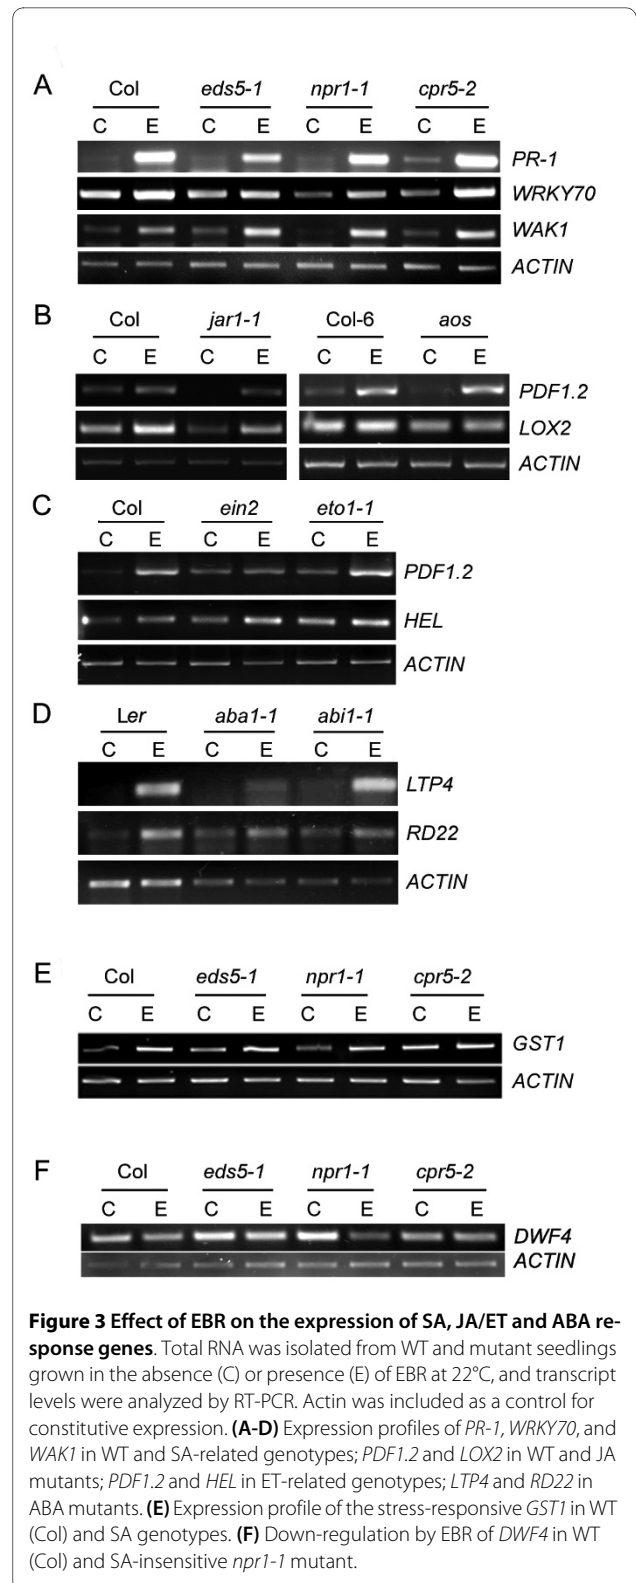 A
Col eds5-1 npr1-1 cpr5-2
C E C E C E C E
PR-1
WRKY70
WAK1
ACTIN
B
Col jar1-1 Col-6 aos
C E C E C E C E
PDF1.2
LOX2
ACTIN
C
Col ein2 eto1-1
C E C E C E
PDF1.2
HEL
ACTIN
D
Ler aba1-1 abi1-1
C E C E C E
LTP4
RD22
ACTIN
E
Col eds5-1 npr1-1 cpr5-2
C E C E C E C E
GST1
ACTIN
F
Col eds5-1 npr1-1 cpr5-2
C E C E C E C E
DWF4
ACTIN
Figure 3 Effect of EBR on the expression of SA, JA/ET and ABA re-
sponse genes. Total RNA was isolated from WT and mutant seedlings
grown in the absence (C) or presence (E) of EBR at 22°C, and transcript
levels were analyzed by RT-PCR. Actin was included as a control for
constitutive expression. (A-D) Expression profiles of PR-1, WRKY70, and
WAK1 in WT and SA-related genotypes; PDF1.2 and LOX2 in WT and JA
mutants; PDF1.2 and HEL in ET-related genotypes; LTP4 and RD22 in
ABA mutants. (E) Expression profile of the stress-responsive GST1 in WT
(Col) and SA genotypes. (F) Down-regulation by EBR of DWF4 in WT
(Col) and SA-insensitive npr1-1 mutant.